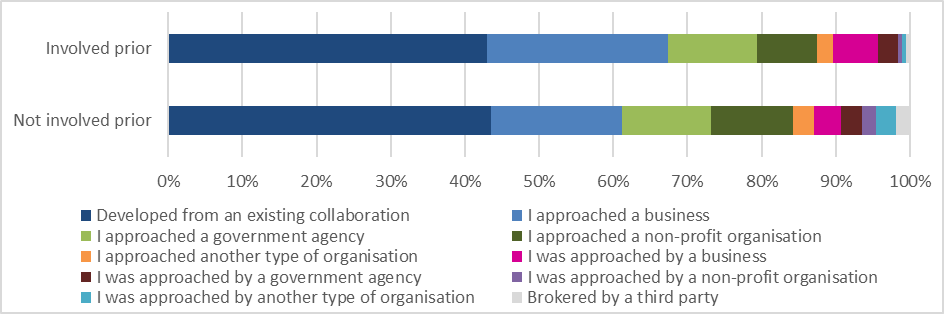 Involved prior
Not involved prior
0% 10% 20% 30% 40% 50% 60% 70% 80% 90% 100%
Developed from an existing collaboration
I approached a business
I approached a government agency
I approached a non-profit organisation
I approached another type of organisation
I was approached by a business
I was approached by a government agency
I was approached by a non-profit organisation
I was approached by another type of organisation
Brokered by a third party